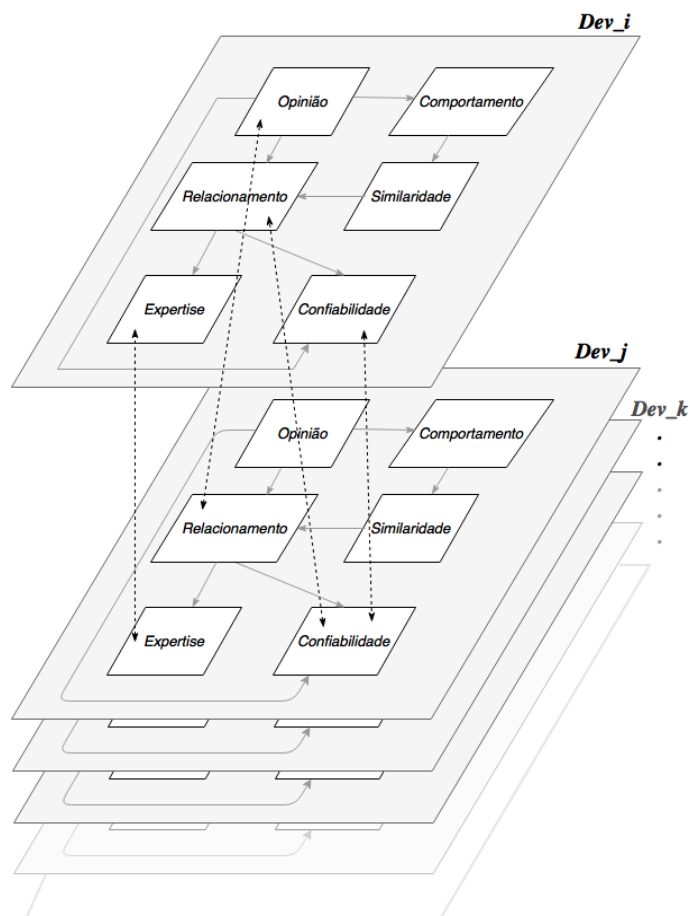 Dev_i
Opinião
Comportamento
Relacionamento
Similaridade
Expertise
Confiabilidade
Dev_j
Dev_k
Opinião
Comportamento
Relacionamento
Similaridade
Expertise
Confiabilidade